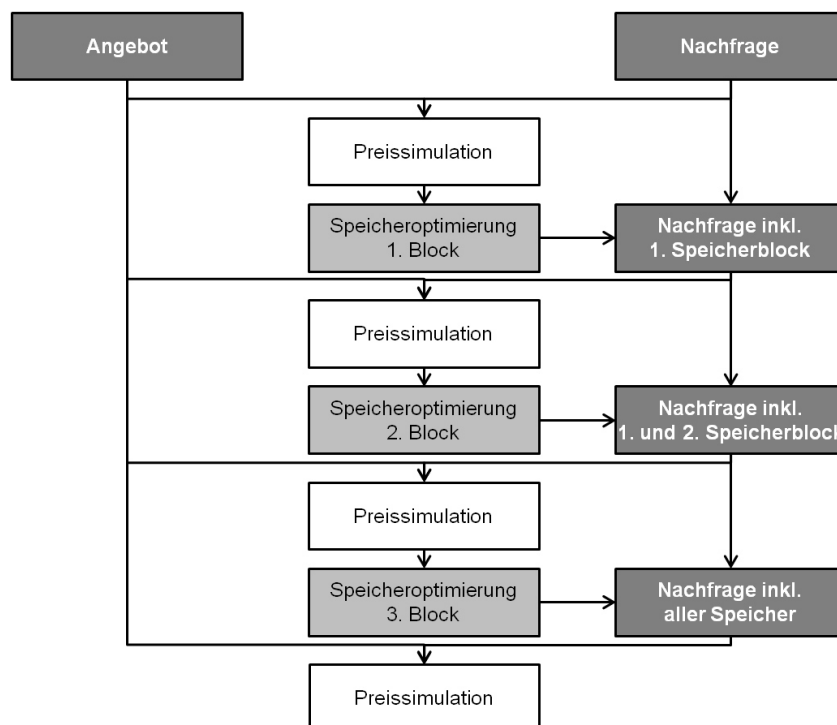 Angebot
Nachfrage
Preissimulation
Speicheroptimierung
1. Block
Nachfrage inkl.
1. Speicherblock
Preissimulation
Speicheroptimierung
2. Block
Nachfrage inkl.
1. und 2. Speicherblock
Preissimulation
Speicheroptimierung
3. Block
Nachfrage inkl.
aller Speicher
Preissimulation